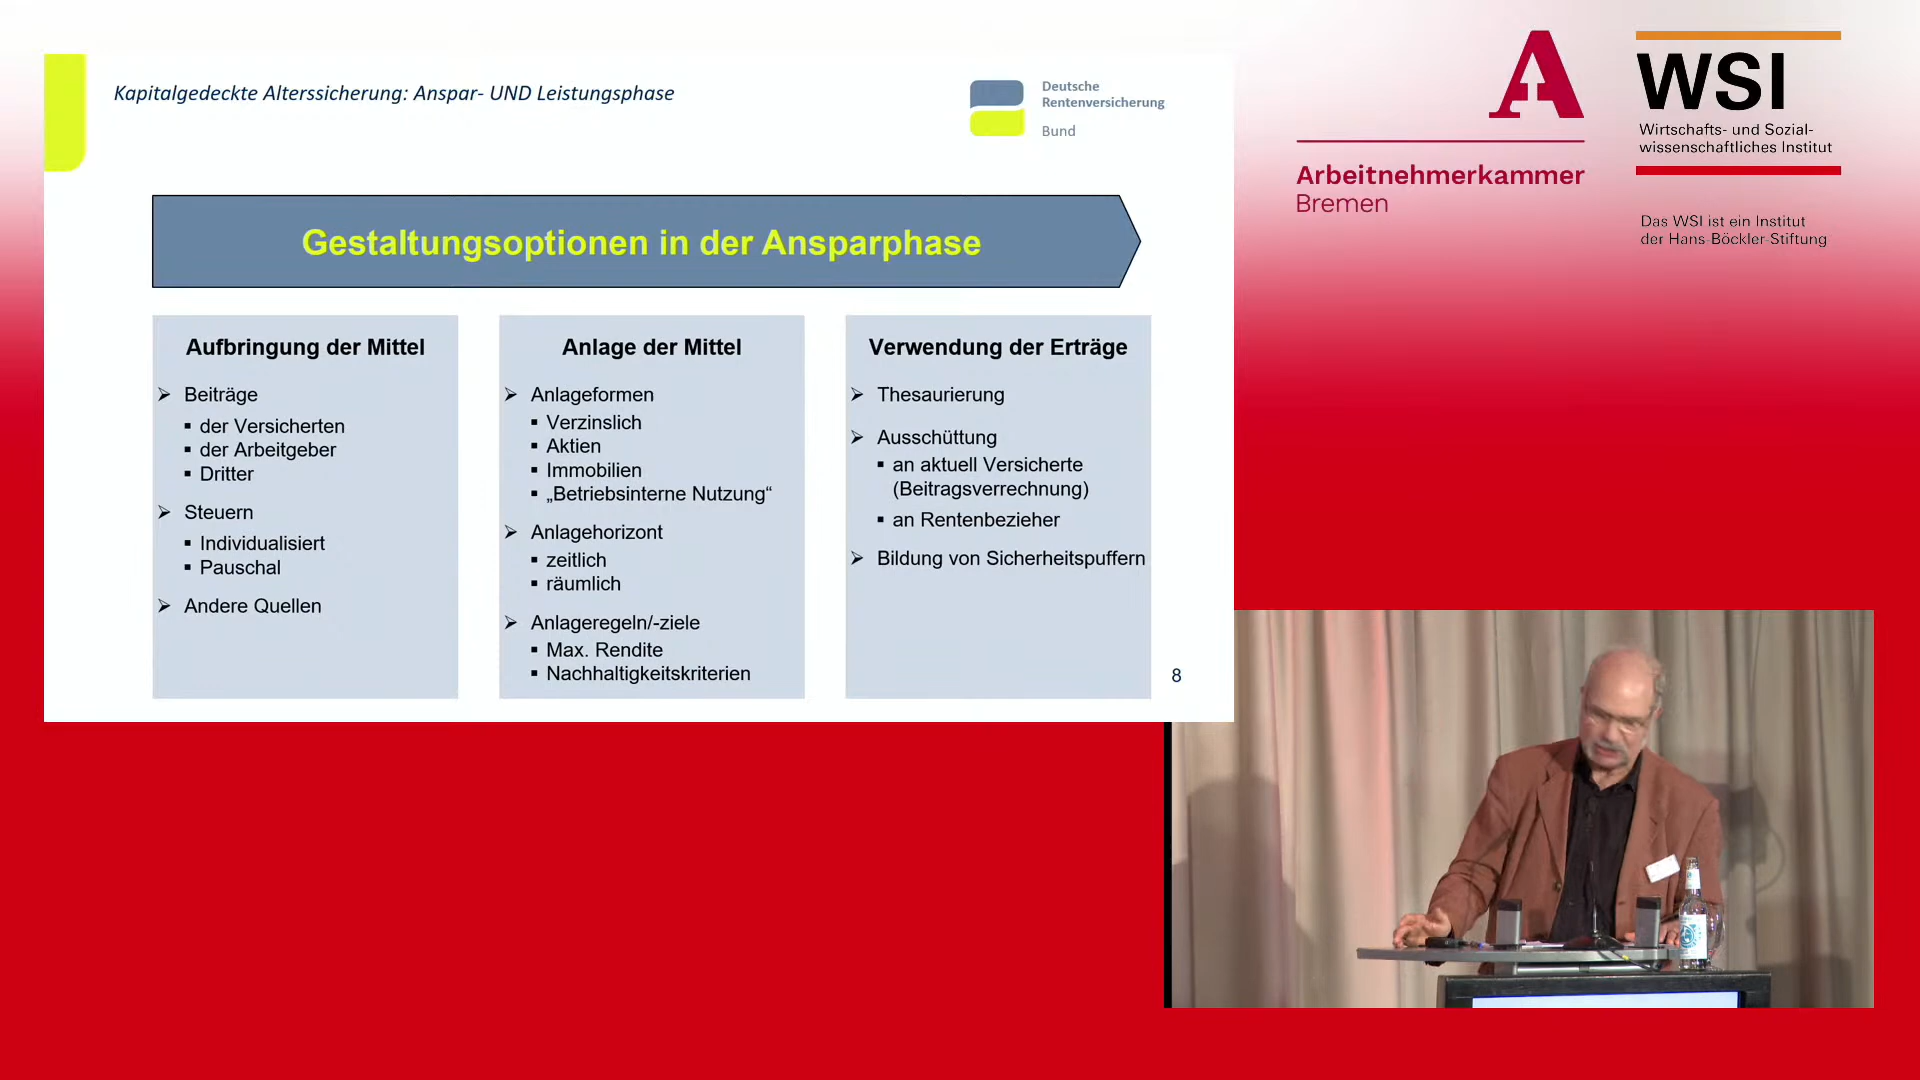 Kapitalgedeckte Alterssicherung: Anspar- UND Leistungsphase
Deutsche
Rentenversicherung
Bund
Gestaltungsoptionen in der Ansparphase
Aufbringung der Mittel
➢ Beiträge
▪ der Versicherten
▪ der Arbeitgeber
▪ Dritter
➢ Steuern
▪ Individualisiert
▪ Pauschal
➢ Andere Quellen
Anlage der Mittel
➢ Anlageformen
▪ Verzinslich
▪ Aktien
▪ Immobilien
▪ „Betriebsinterne Nutzung“
➢ Anlagehorizont
▪ zeitlich
▪ räumlich
➢ Anlageregeln/-ziele
▪ Max. Rendite
▪ Nachhaltigkeitskriterien
Verwendung der Erträge
➢ Thesaurierung
➢ Ausschüttung
▪ an aktuell Versicherte
(Beitragsverrechnung)
▪ an Rentenbezieher
➢ Bildung von Sicherheitspuffern
8
A
Arbeitnehmerkammer
Bremen
WSI
Wirtschafts- und Sozial-
wissenschaftliches Institut
Das WSI ist ein Institut
der Hans-Böckler-Stiftung